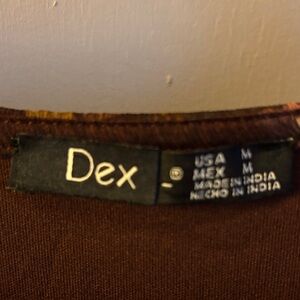 Dex
USA M
MEX M
MADE IN INDIA
HECHO IN INDIA